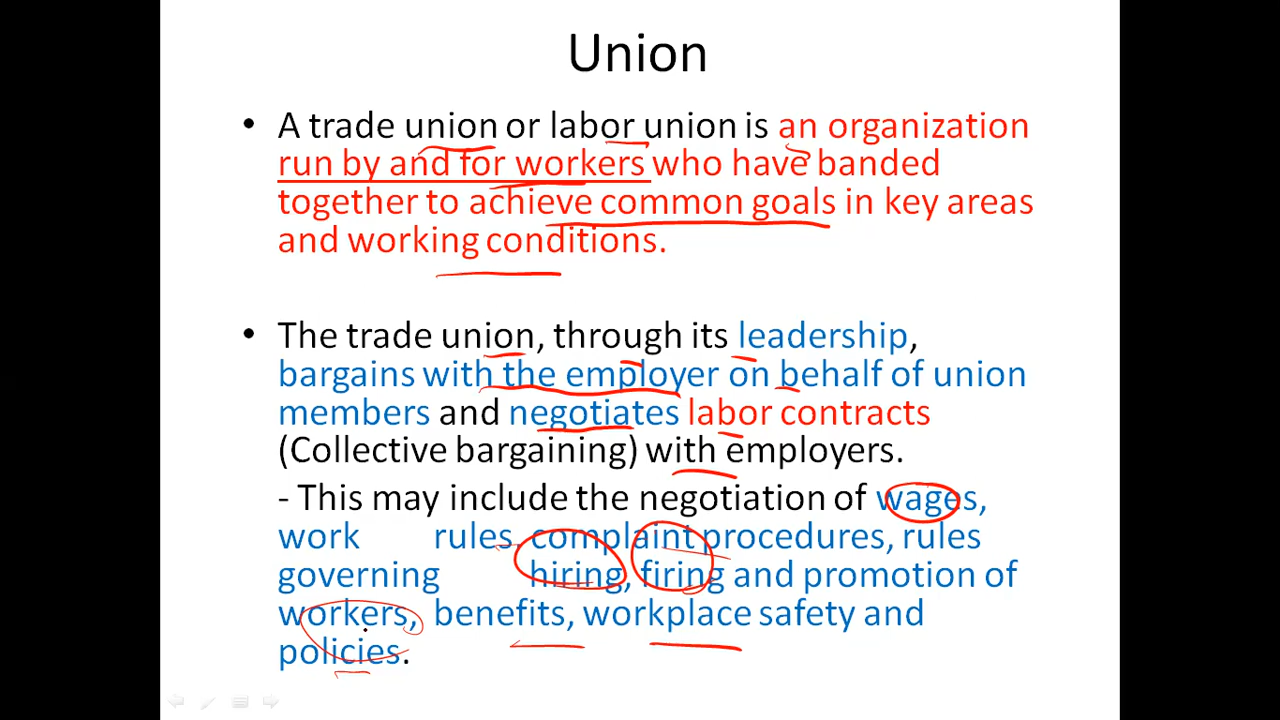 Union
• A trade union or labor union is an organization
run by and for workers who have banded
together to achieve common goals in key areas
and working conditions.
• The trade union, through its leadership,
bargains with the employer on behalf of union
members and negotiates labor contracts
(Collective bargaining) with employers.
- This may include the negotiation of wages,
work rules, complaint procedures, rules
governing hiring, firing and promotion of
workers, benefits, workplace safety and
policies.